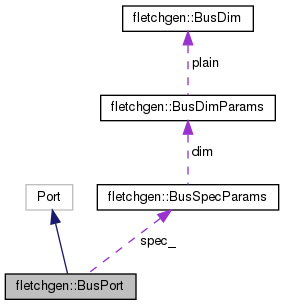 fletchgen::BusDim
plain
fletchgen::BusDimParams
dim
Port
fletchgen::BusSpecParams
spec_
fletchgen::BusPort